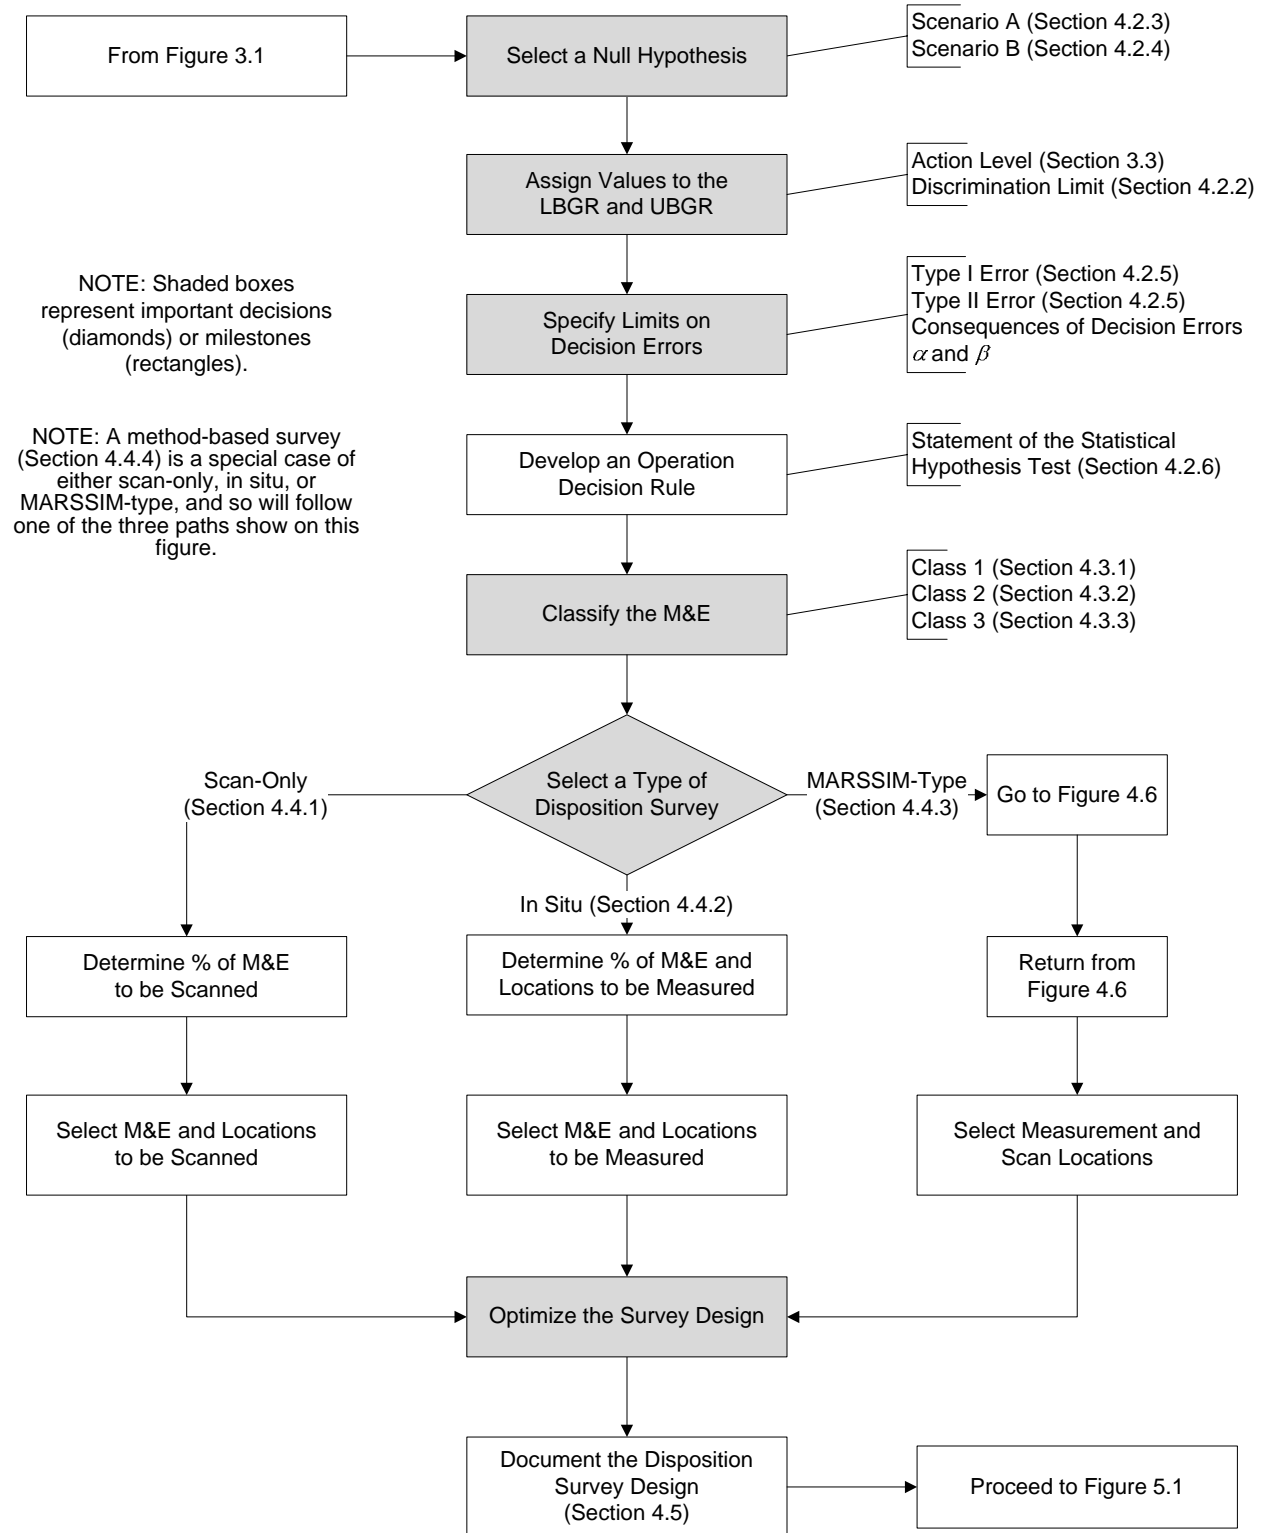 From Figure 3.1
Select a Null Hypothesis
Scenario A (Section 4.2.3)
Scenario B (Section 4.2.4)
Assign Values to the
LBGR and UBGR
Action Level (Section 3.3)
Discrimination Limit (Section 4.2.2)
NOTE: Shaded boxes
represent important decisions
(diamonds) or milestones
(rectangles).
Specify Limits on
Decision Errors
Type I Error (Section 4.2.5)
Type II Error (Section 4.2.5)
Consequences of Decision Errors
α and β
NOTE: A method-based survey
(Section 4.4.4) is a special case of
either scan-only, in situ, or
MARSSIM-type, and so will follow
one of the three paths show on this
figure.
Develop an Operation
Decision Rule
Statement of the Statistical
Hypothesis Test (Section 4.2.6)
Classify the M&E
Class 1 (Section 4.3.1)
Class 2 (Section 4.3.2)
Class 3 (Section 4.3.3)
Select a Type of
Disposition Survey
Scan-Only
(Section 4.4.1)
MARSSIM-Type
(Section 4.4.3)
Go to Figure 4.6
In Situ (Section 4.4.2)
Determine % of M&E
to be Scanned
Determine % of M&E and
Locations to be Measured
Return from
Figure 4.6
Select M&E and Locations
to be Scanned
Select M&E and Locations
to be Measured
Select Measurement and
Scan Locations
Optimize the Survey Design
Document the Disposition
Survey Design
(Section 4.5)
Proceed to Figure 5.1